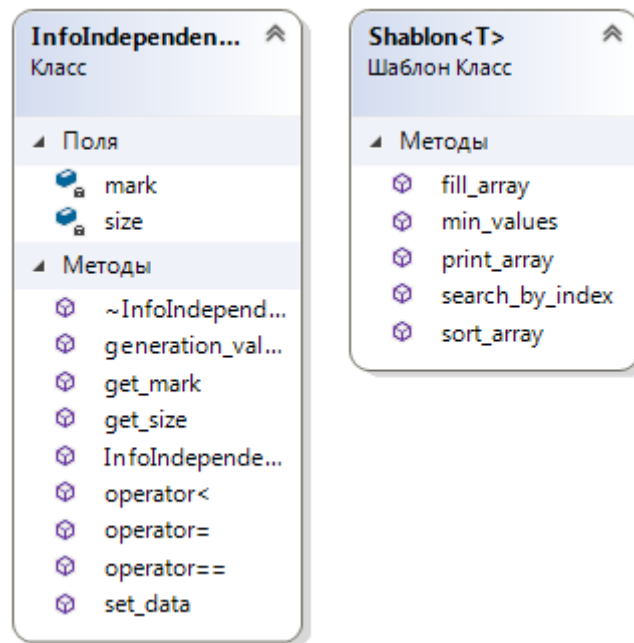 InfoIndependen...
Класс
Поля
mark
size
Методы
~InfoIndepend...
generation_val...
get_mark
get_size
InfoIndepende...
operator<
operator=
operator==
set_data
Shablon<T>
Шаблон Класс
Методы
fill_array
min_values
print_array
search_by_index
sort_array